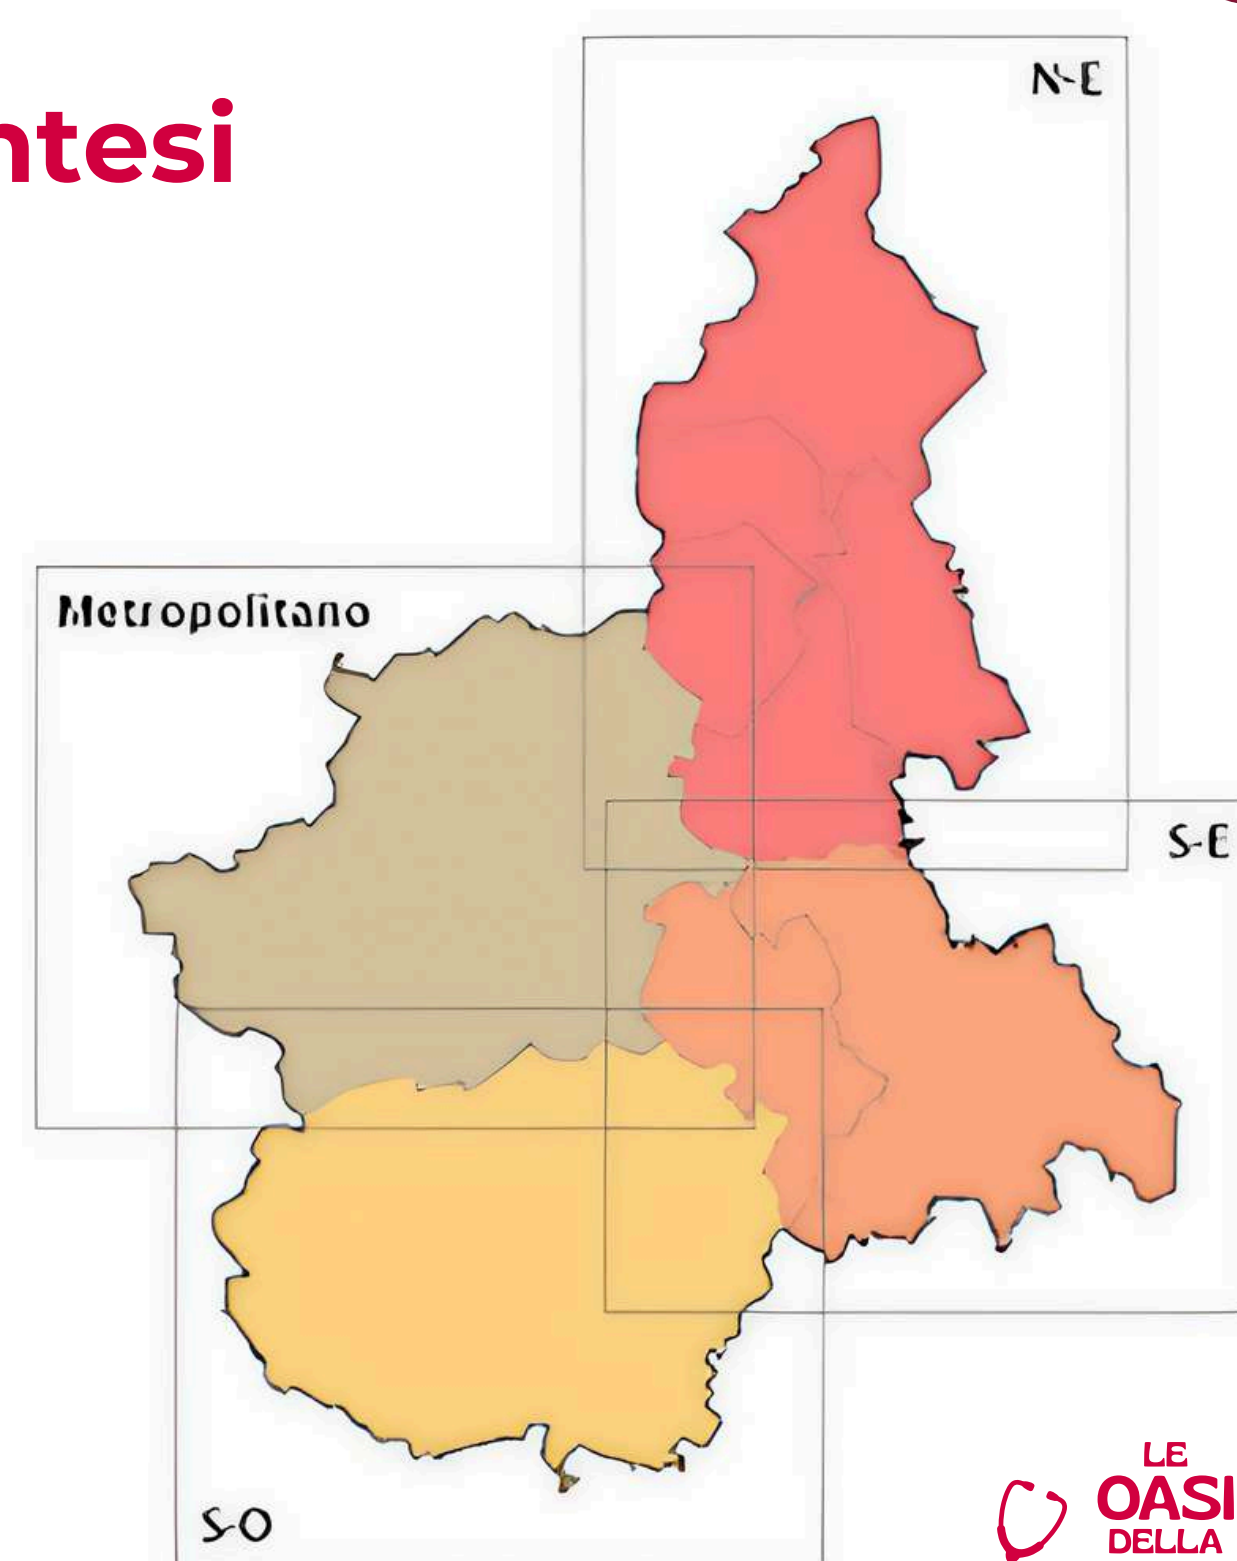 ntesi
N-E
Metropolitano
S-E
S-O
LE
OASI
DELLA